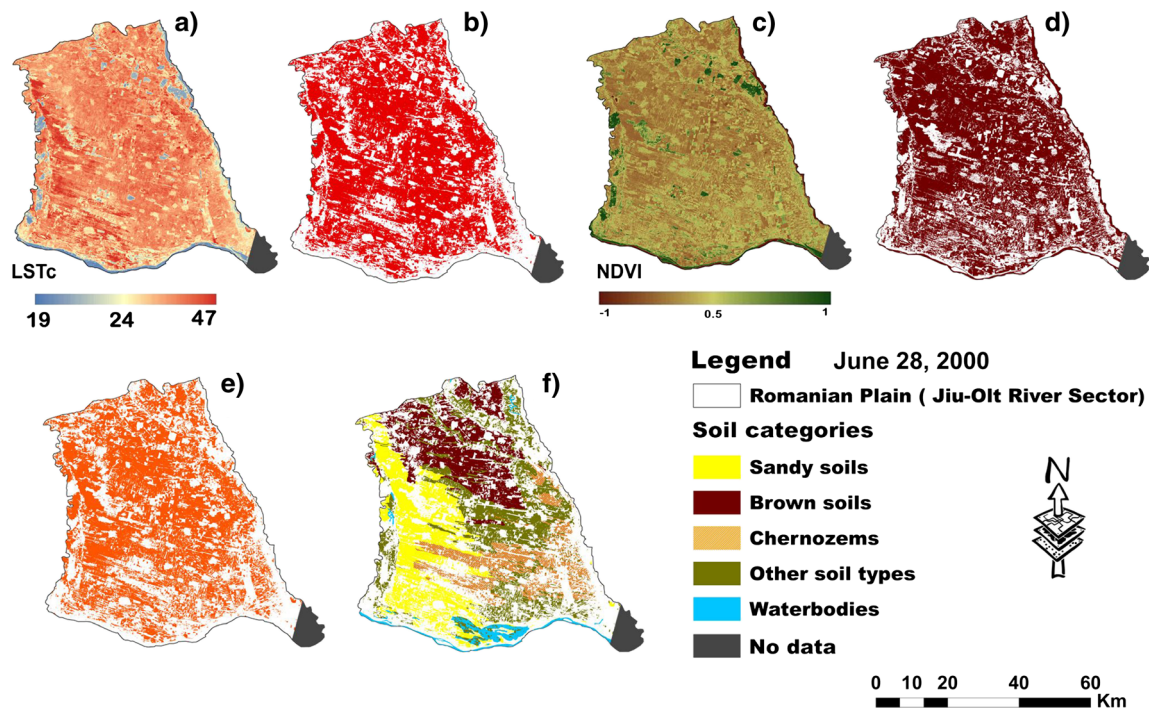 a)
b)
c)
d)
LSTc
19 24 47
NDVI
-1 0.5 1
e)
f)
Legend June 28, 2000
Romanian Plain ( Jiu-Olt River Sector)
Soil categories
Sandy soils
Brown soils
Chernozems
Other soil types
Waterbodies
No data
N
0 10 20 40 60
Km